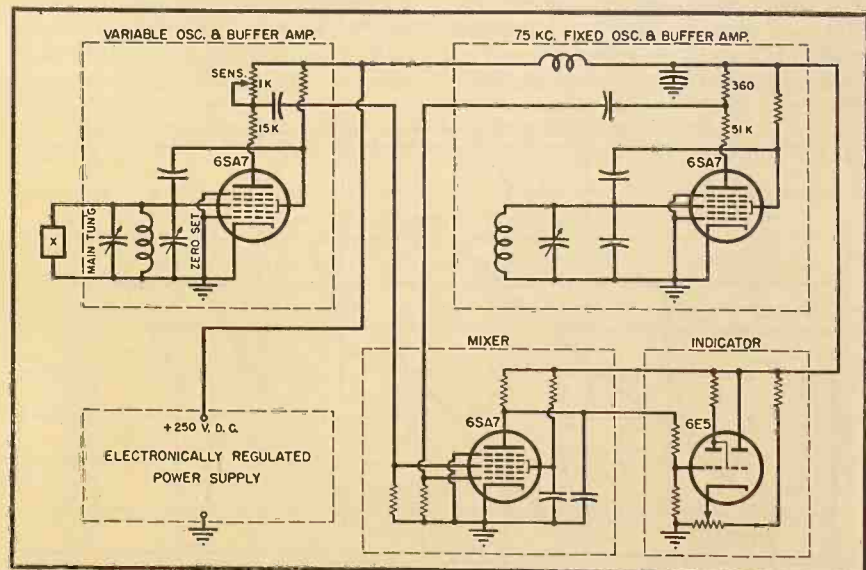 VARIABLE OSC. & BUFFER AMP.
75 KC. FIXED OSC. & BUFFER AMP.
SENS.
1K
15K
6SA7
X
MAIN TUN'G
ZERO SET
360
51K
6SA7
MIXER
INDICATOR
6SA7
6E5
+250 V. D. C.
ELECTRONICALLY REGULATED
POWER SUPPLY